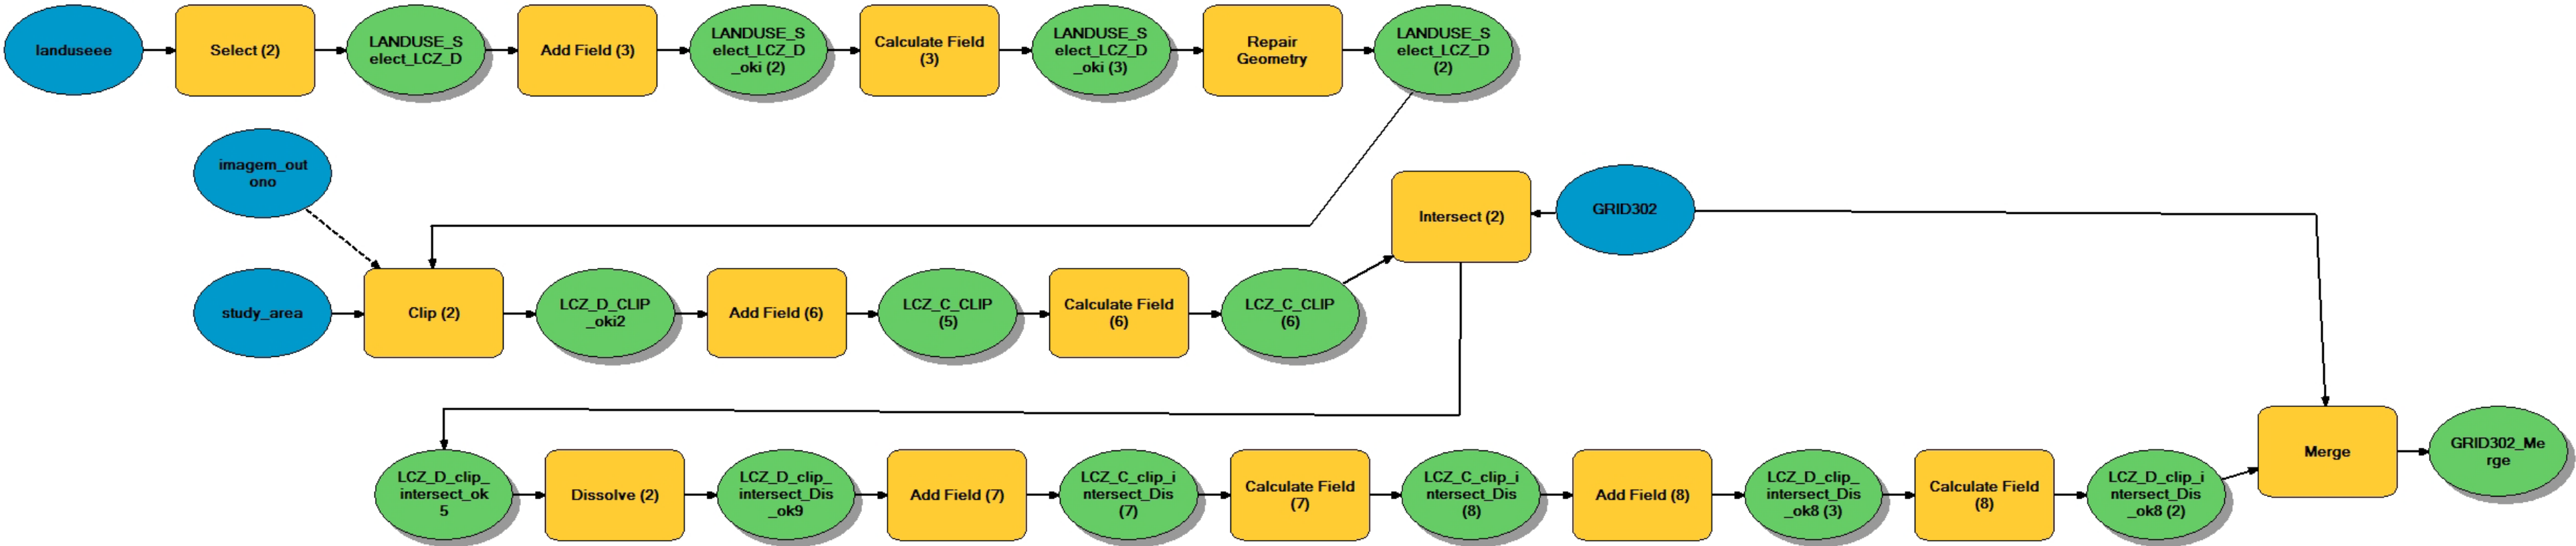 landuseee
Select (2)
LANDUSE_S
elect_LCZ_D
Add Field (3)
LANDUSE_S
elect_LCZ_D
_oki (2)
Calculate Field
(3)
LANDUSE_S
elect_LCZ_D
_oki (3)
Repair
Geometry
LANDUSE_S
elect_LCZ_D
(2)
imagem_out
ono
Intersect (2)
GRID302
study_area
Clip (2)
LCZ_D_CLIP
_oki2
Add Field (6)
LCZ_C_CLIP
(5)
Calculate Field
(6)
LCZ_C_CLIP
(6)
LCZ_D_clip_
intersect_ok
5
Dissolve (2)
LCZ_D_clip_
intersect_Dis
_ok9
Add Field (7)
LCZ_C_clip_i
ntersect_Dis
(7)
Calculate Field
(7)
LCZ_C_clip_i
ntersect_Dis
(8)
Add Field (8)
LCZ_D_clip_
intersect_Dis
_ok8 (3)
Calculate Field
(8)
LCZ_D_clip_i
ntersect_Dis
_ok8 (2)
Merge
GRID302_Me
rge